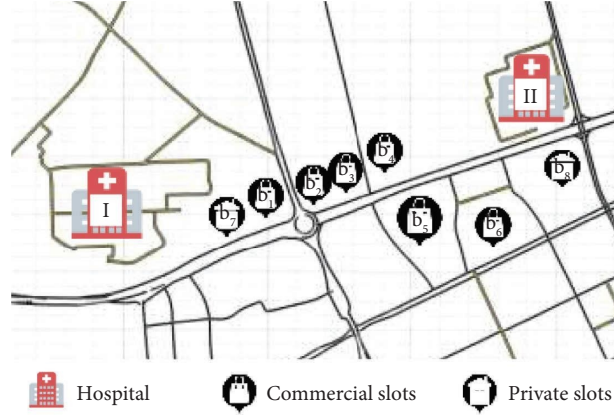 II
b₄
b₃
b₂
b₁
b₈
I
b₇
b₅
b₆
Hospital
Commercial slots
Private slots